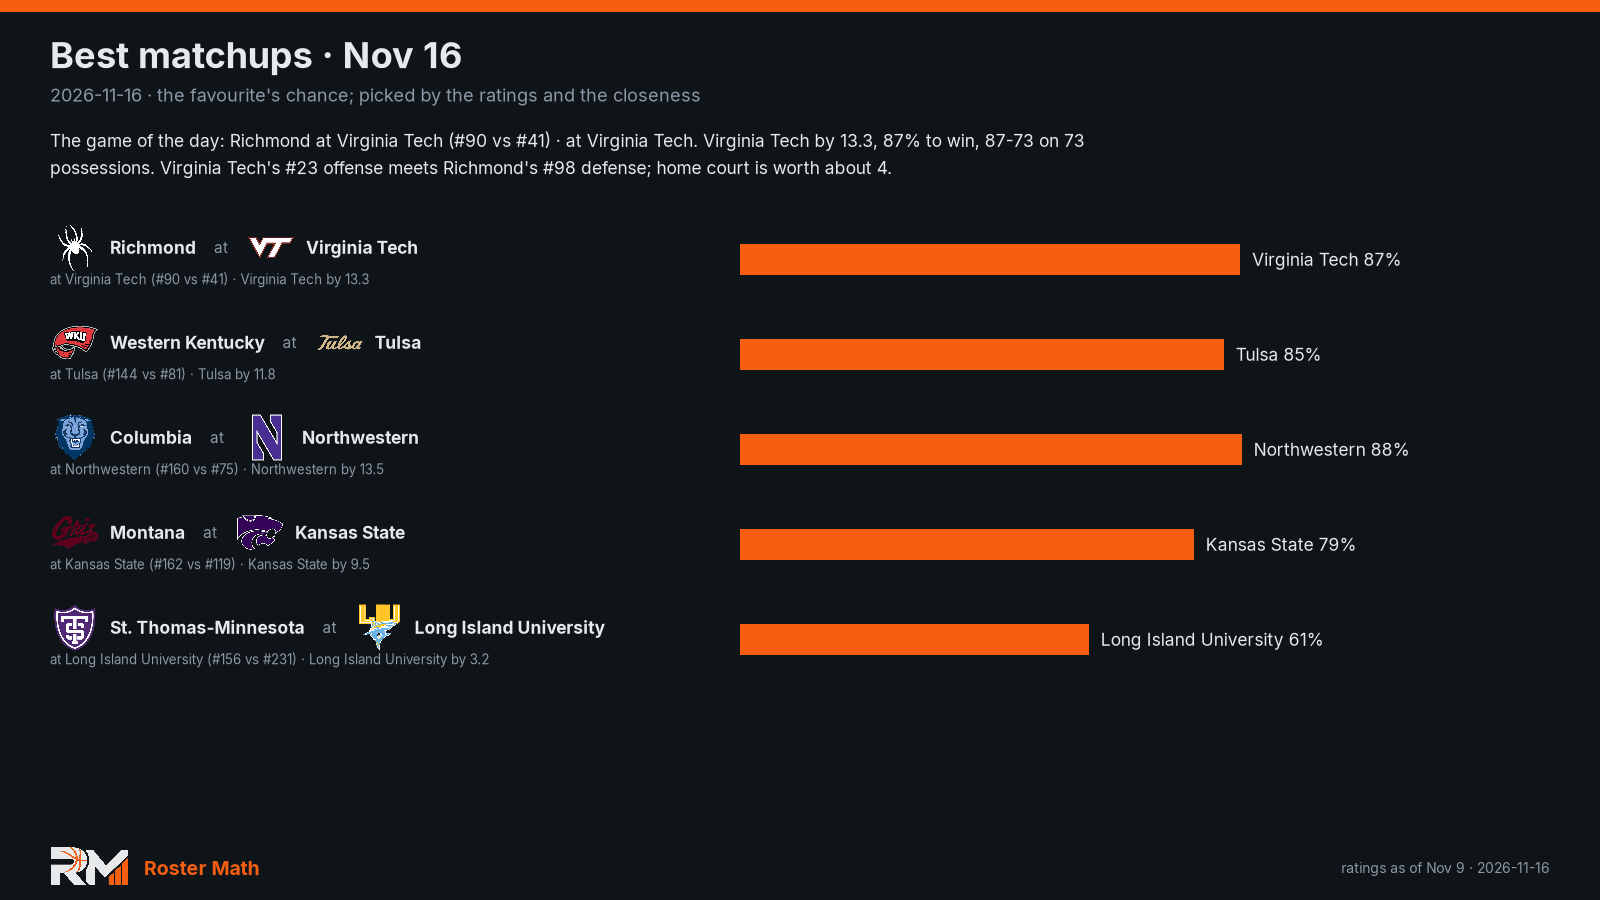 Best matchups · Nov 16
2026-11-16 · the favourite's chance; picked by the ratings and the closeness
The game of the day: Richmond at Virginia Tech (#90 vs #41) · at Virginia Tech. Virginia Tech by 13.3, 87% to win, 87-73 on 73
possessions. Virginia Tech's #23 offense meets Richmond's #98 defense; home court is worth about 4.
Richmond at VT Virginia Tech
Virginia Tech 87%
at Virginia Tech (#90 vs #41) · Virginia Tech by 13.3
WKU Western Kentucky at Tulsa Tulsa
Tulsa 85%
at Tulsa (#144 vs #81) · Tulsa by 11.8
Columbia at N Northwestern
Northwestern 88%
at Northwestern (#160 vs #75) · Northwestern by 13.5
Griz Montana at Kansas State
Kansas State 79%
at Kansas State (#162 vs #119) · Kansas State by 9.5
TS St. Thomas-Minnesota at LIU Long Island University
Long Island University 61%
at Long Island University (#156 vs #231) · Long Island University by 3.2
RM Roster Math
ratings as of Nov 9 · 2026-11-16